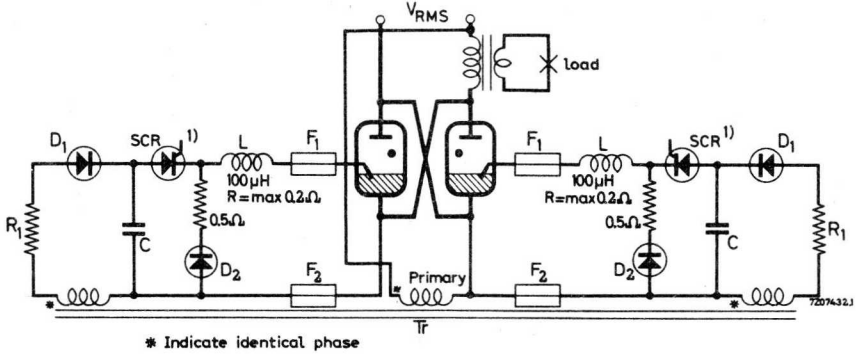 V RMS
load
D1
SCR 1)
L
F1
F1
L
SCR 1)
D1
100µH
R=max 0.2Ω
100µH
R=max 0.2Ω
R1
C
0.5Ω
0.5Ω
C
R1
D2
D2
F2
Primary
F2
*
*
*
7Z07432.1
Tr
* Indicate identical phase